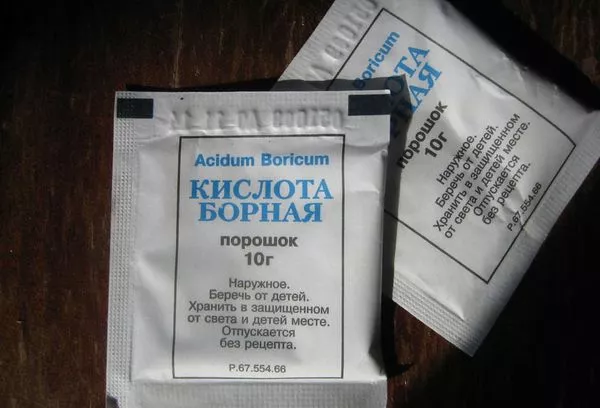 Acidum Boricum
КИСЛОТА
БОРНАЯ
порошок
10г
Наружное.
Беречь от детей.
Хранить в защищенном
от света и детей месте.
Отпускается
без рецепта.
Р.67.554.66
Boricum
порошок
10г
Наружное.
Беречь от детей.
Хранить в защищенном
от света и детей месте.
Отпускается
без рецепта.
Р.67.554.66